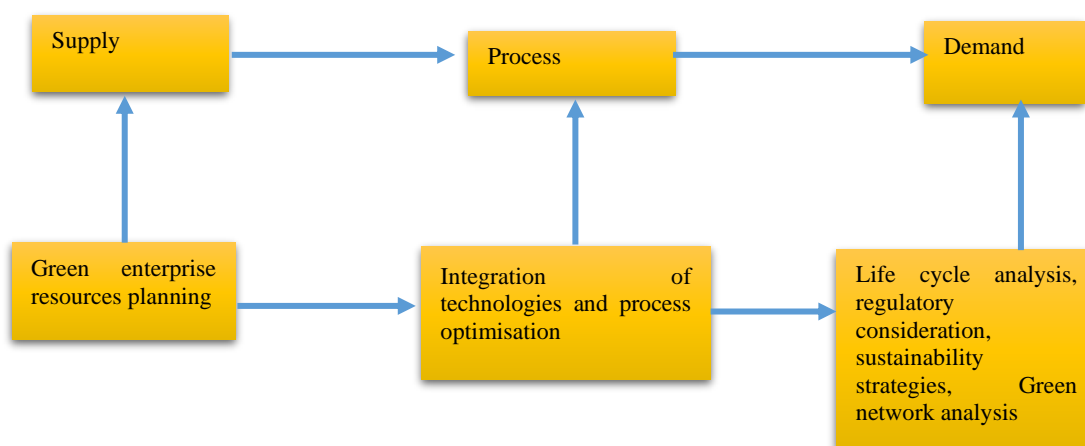 Supply
Process
Demand
Green enterprise
resources planning
Integration of
technologies and process
optimisation
Life cycle analysis,
regulatory
consideration,
sustainability
strategies, Green
network analysis